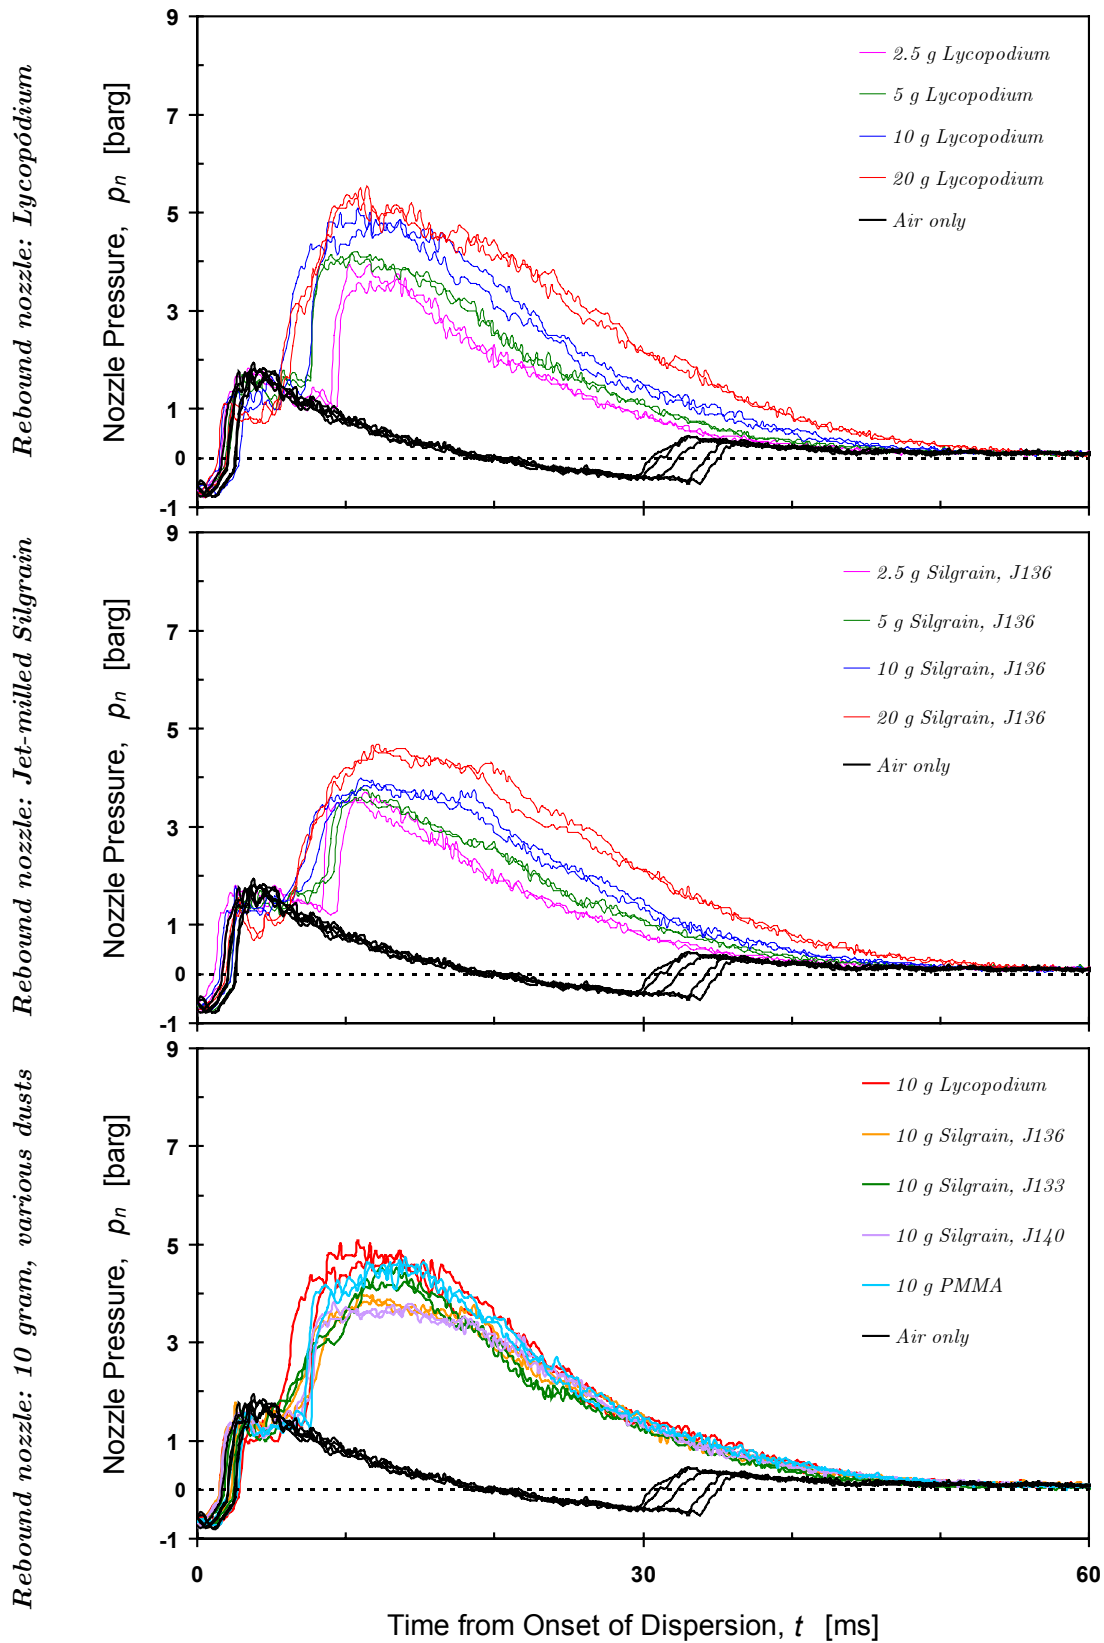 Rebound nozzle: Lycopódium
Nozzle Pressure, pn [barg]
9
7
5
3
1
0
-1
2.5 g Lycopodium
5 g Lycopodium
10 g Lycopodium
20 g Lycopodium
Air only
Rebound nozzle: Jet-milled Silgrain
Nozzle Pressure, pn [barg]
9
7
5
3
1
0
-1
2.5 g Silgrain, J136
5 g Silgrain, J136
10 g Silgrain, J136
20 g Silgrain, J136
Air only
Rebound nozzle: 10 gram, various dusts
Nozzle Pressure, pn [barg]
9
7
5
3
1
0
-1
10 g Lycopodium
10 g Silgrain, J136
10 g Silgrain, J133
10 g Silgrain, J140
10 g PMMA
Air only
0 30 60
Time from Onset of Dispersion, t [ms]